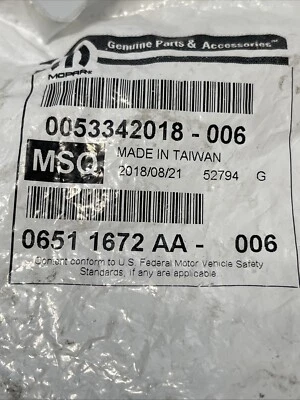 Genuine Parts & Accessories
MOPAR
0053342018 - 006
MSQ
MADE IN TAIWAN
2018/08/21 52794 G
0651 1672 AA - 006
Content conform to U.S. Federal Motor Vehicle Safety
Standards, if any are applicable.